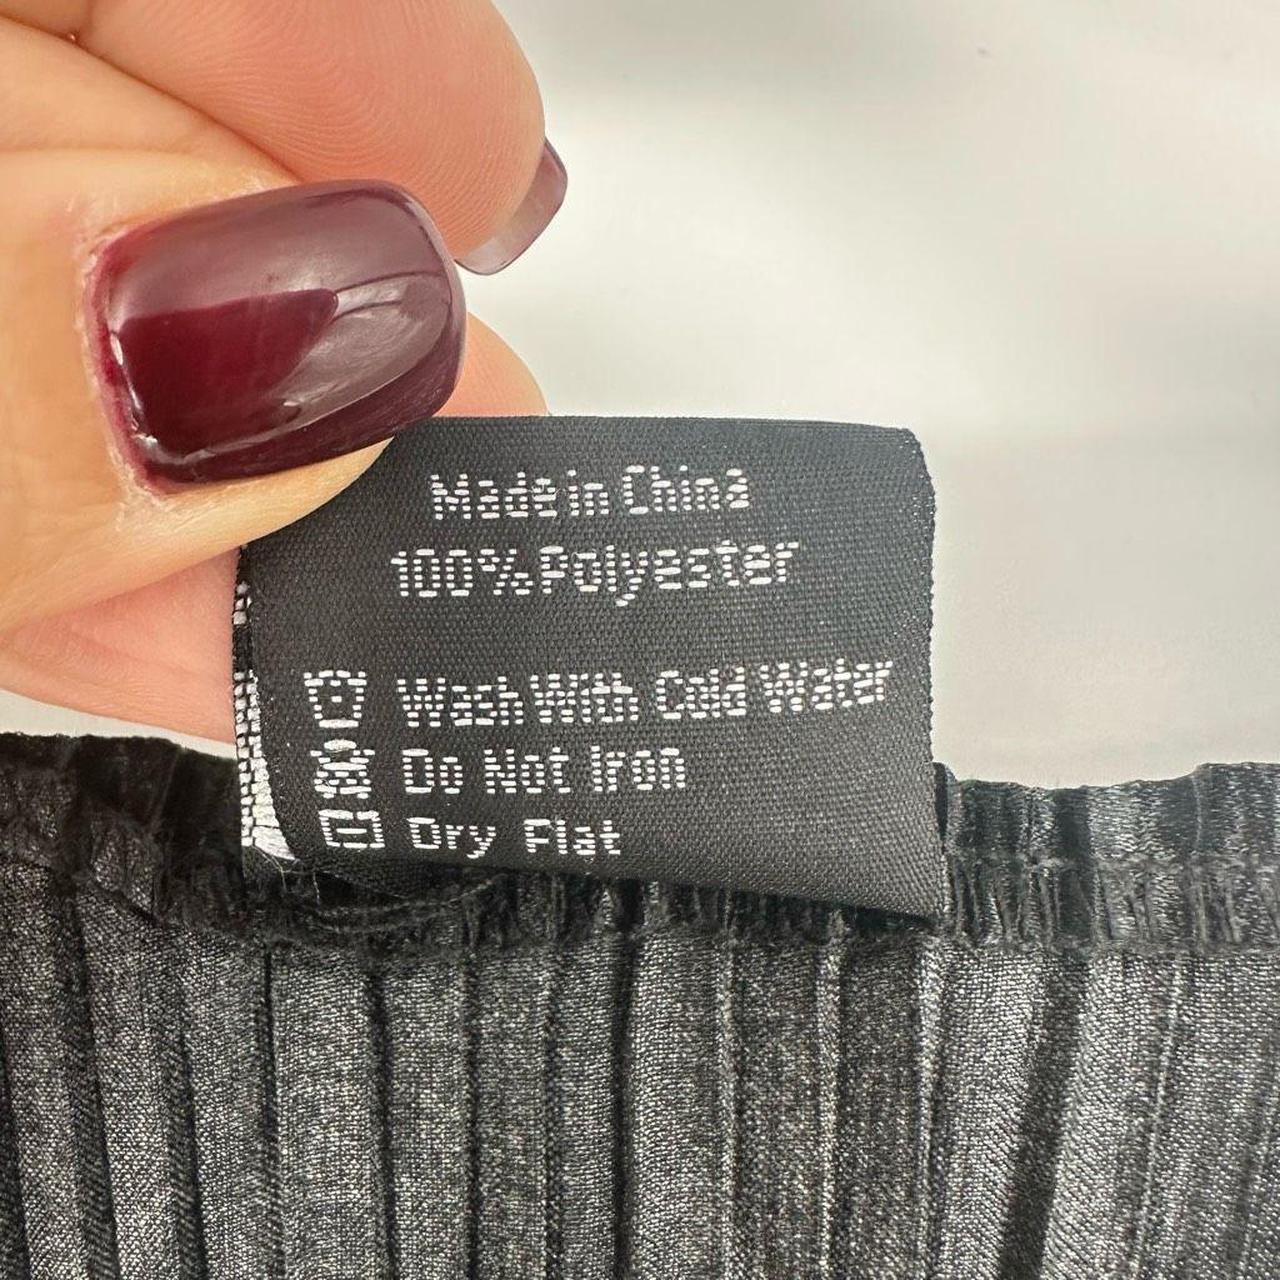 Made in China
100% Polyester
Wash With Cold Water
Do Not Iron
Dry Flat